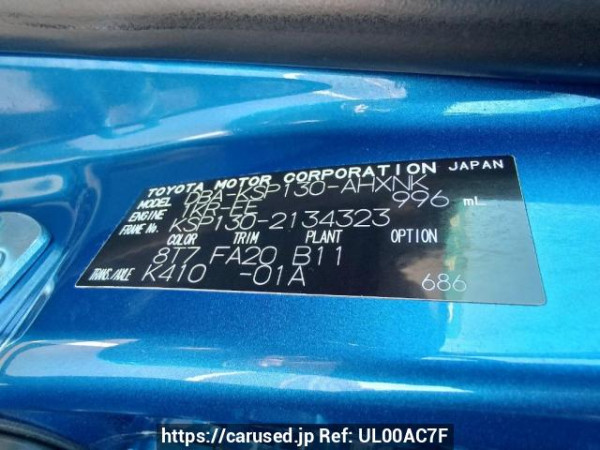 TOYOTA MOTOR CORPORATION JAPAN
MODEL DBA-KSP130-AHXNK
ENGINE 1KR-FE 996 mL
FRAME No. KSP130-2134323
COLOR TRIM PLANT OPTION
8T7 FA20 B11
TRANS./AXLE K410 -01A 686
https://carused.jp Ref: UL00AC7F